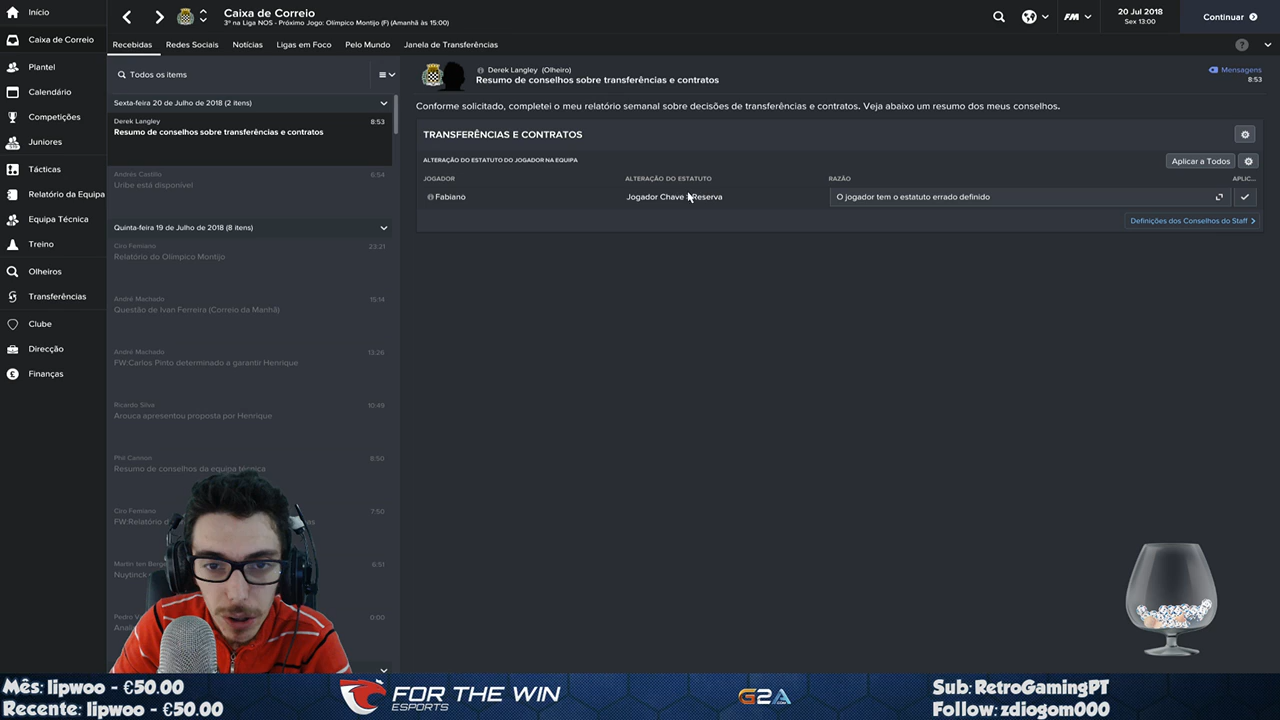 Início
Caixa de Correio
Plantel
Calendário
Competições
Juniores
Tácticas
Relatório da Equipa
Equipa Técnica
Treino
Olheiros
Transferências
Clube
Direcção
Finanças
Caixa de Correio
3º na Liga NOS - Próximo Jogo: Olímpico Montijo (F) (Amanhã às 15:00)
FM
20 Jul 2018
Sex 13:00
Continuar
Recebidas
Redes Sociais
Notícias
Ligas em Foco
Pelo Mundo
Janela de Transferências
Todos os items
Sexta-feira 20 de Julho de 2018 (2 itens)
Derek Langley 8:53
Resumo de conselhos sobre transferências e contratos
Andrés Castillo 6:54
Uribe está disponível
Quinta-feira 19 de Julho de 2018 (8 itens)
Ciro Femiano 23:21
Relatório do Olímpico Montijo
André Machado 15:14
Questão de Ivan Ferreira (Correio da Manhã)
André Machado 13:26
FW:Carlos Pinto determinado a garantir Henrique
Ricardo Silva 10:49
Arouca apresentou proposta por Henrique
Phil Cannon 8:50
Resumo de conselhos da equipa técnica
Ciro Femiano 7:50
FW:Relatório
6:51
Nuytinck
0:00
Derek Langley (Olheiro)
Resumo de conselhos sobre transferências e contratos
Mensagens
8:53
Conforme solicitado, completei o meu relatório semanal sobre decisões de transferências e contratos. Veja abaixo um resumo dos meus conselhos.
TRANSFERÊNCIAS E CONTRATOS
ALTERAÇÃO DO ESTATUTO DO JOGADOR NA EQUIPA
Aplicar a Todos
JOGADOR
ALTERAÇÃO DO ESTATUTO
RAZÃO
APLIC...
Fabiano
Jogador Chave Reserva
O jogador tem o estatuto errado definido
Definições dos Conselhos do Staff
Mês: lipwoo - €50.00
Recente: lipwoo - €50.00
FOR THE WIN
ESPORTS
G2A
.COM
Sub: RetroGamingPT
Follow: zdiogom000